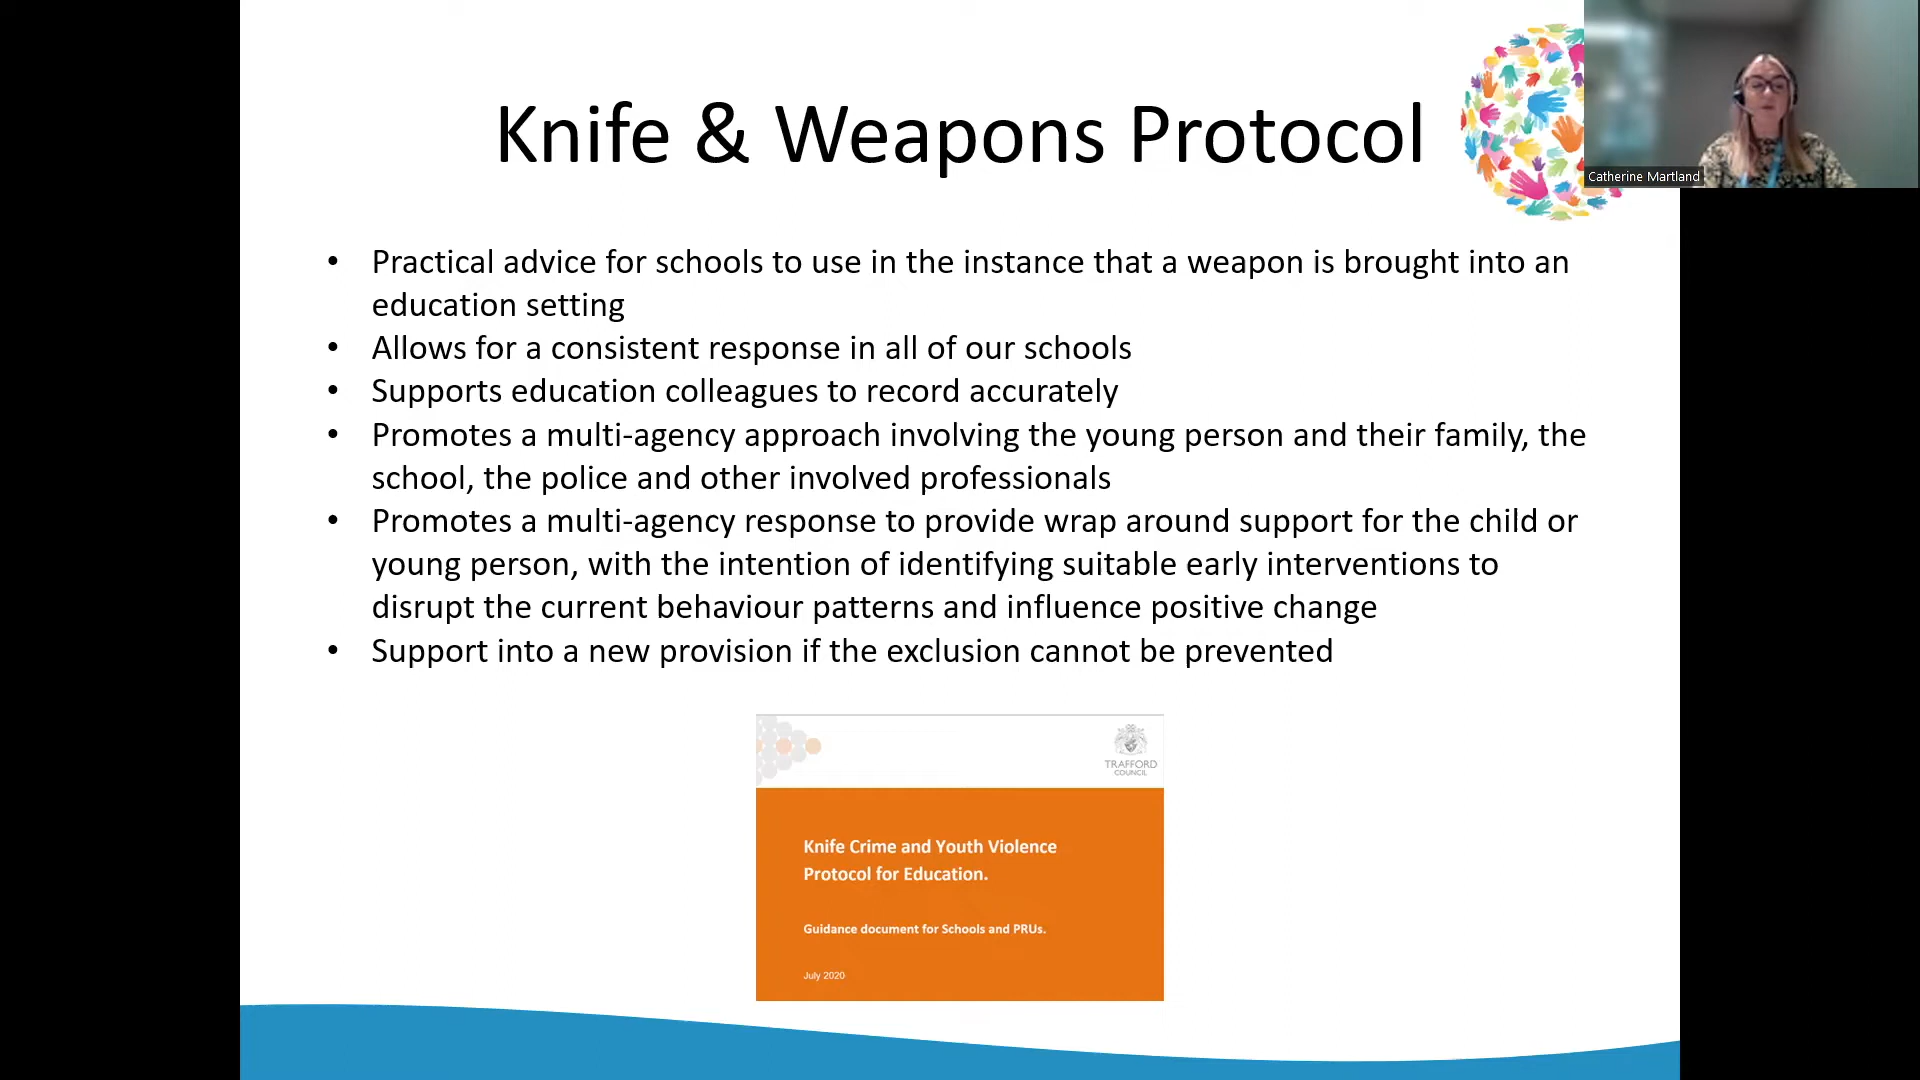 Knife & Weapons Protocol
Catherine Martland
• Practical advice for schools to use in the instance that a weapon is brought into an
education setting
• Allows for a consistent response in all of our schools
• Supports education colleagues to record accurately
• Promotes a multi-agency approach involving the young person and their family, the
school, the police and other involved professionals
• Promotes a multi-agency response to provide wrap around support for the child or
young person, with the intention of identifying suitable early interventions to
disrupt the current behaviour patterns and influence positive change
• Support into a new provision if the exclusion cannot be prevented
TRAFFORD
COUNCIL
Knife Crime and Youth Violence
Protocol for Education.
Guidance document for Schools and PRUs.
July 2020